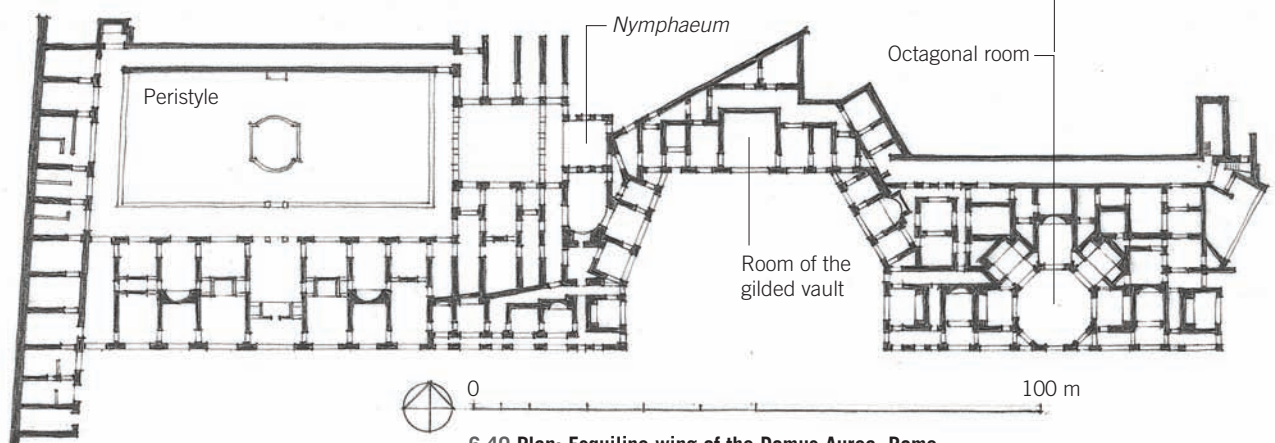 Nymphaeum
Octagonal room
Peristyle
Room of the
gilded vault
0
100 m
6.40 Plan: Esquiline wing of the Domus Aurea, Rome